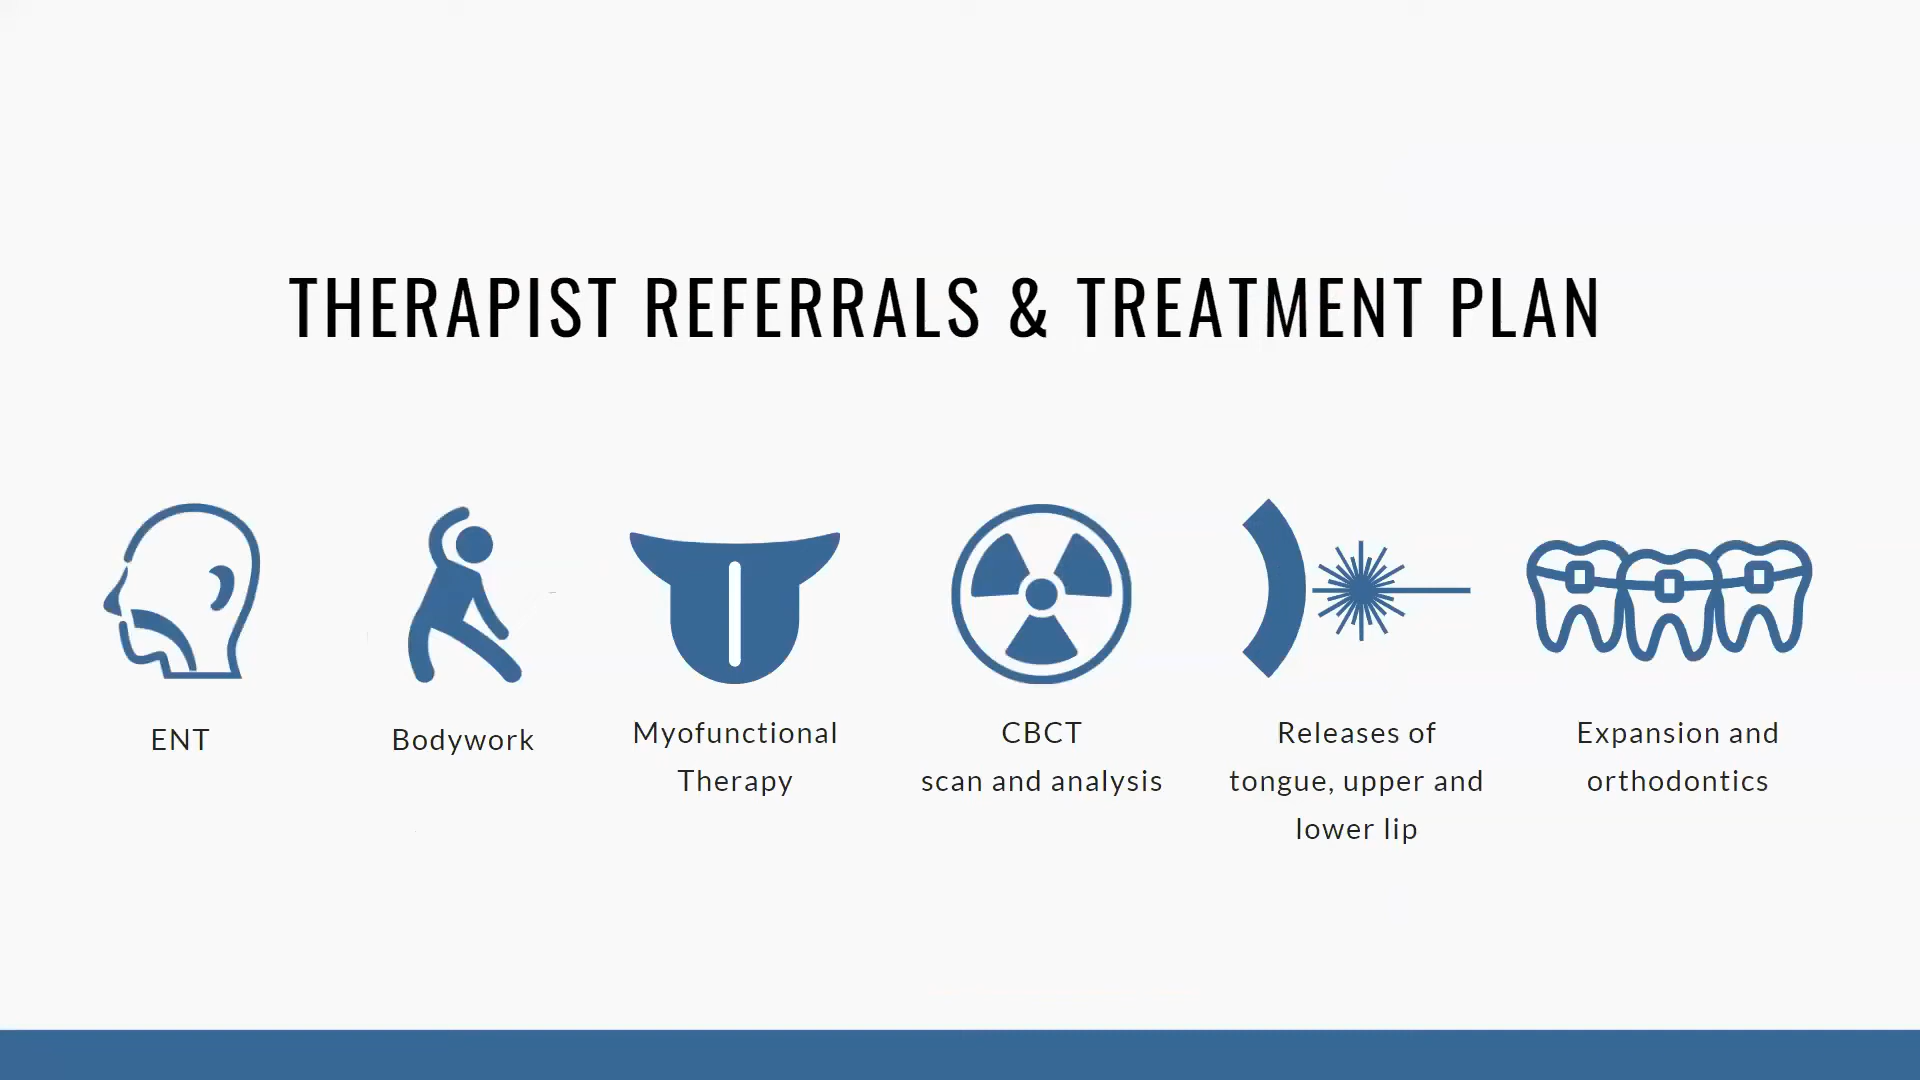 THERAPIST REFERRALS & TREATMENT PLAN
ENT
Bodywork
Myofunctional
Therapy
CBCT
scan and analysis
Releases of
tongue, upper and
lower lip
Expansion and
orthodontics